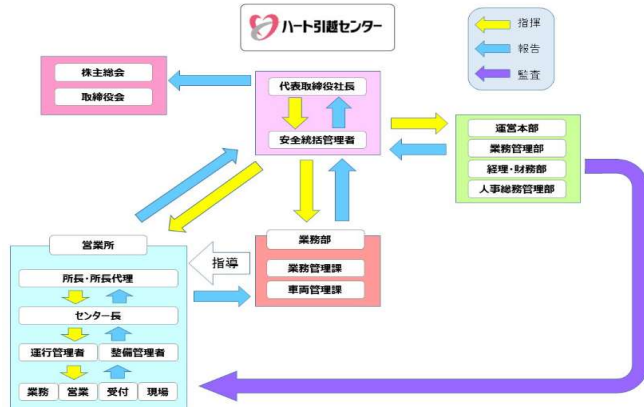 ハート引越センター
指揮
報告
監査
株主総会
取締役会
代表取締役社長
安全統括管理者
運営本部
業務管理部
経理・財務部
人事総務管理部
営業所
所長・所長代理
センター長
運行管理者 整備管理者
業務 営業 受付 現場
指導
業務部
業務管理課
車両管理課